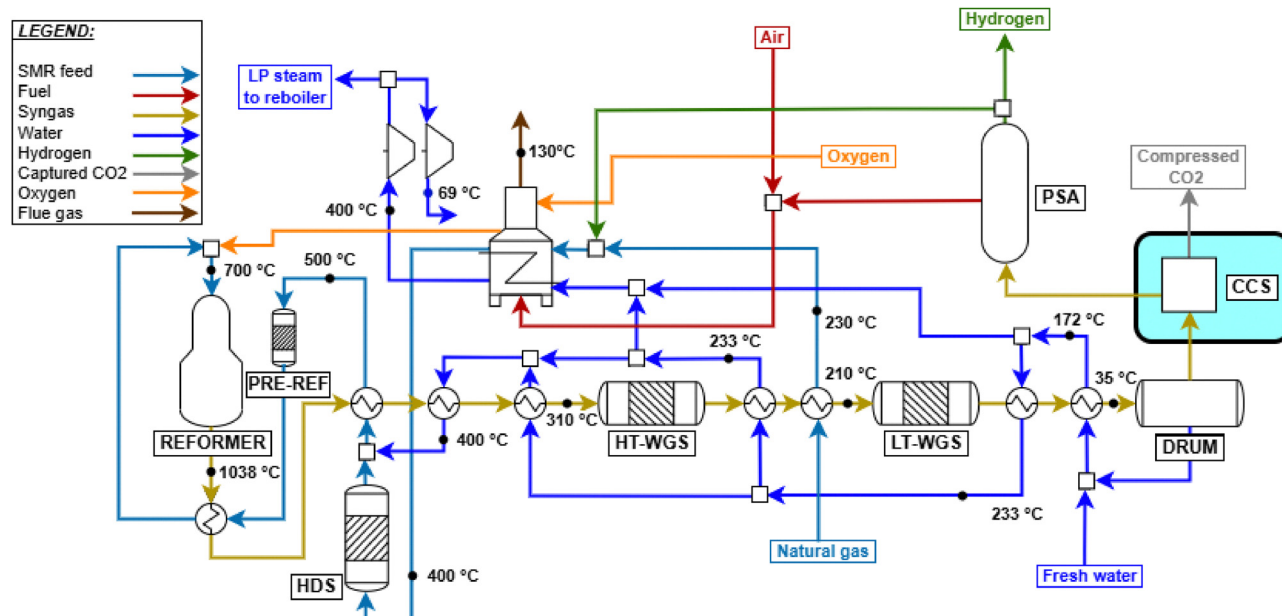 LEGEND:
SMR feed
Fuel
Syngas
Water
Hydrogen
Captured CO2
Oxygen
Flue gas
LP steam
to reboiler
Air
Hydrogen
130°C
Oxygen
Compressed
CO2
PSA
69 °C
400 °C
CCS
700 °C
500 °C
230 °C
172 °C
233 °C
210 °C
35 °C
PRE-REF
REFORMER
310 °C
HT-WGS
LT-WGS
DRUM
400 °C
1038 °C
233 °C
HDS
400 °C
Natural gas
Fresh water